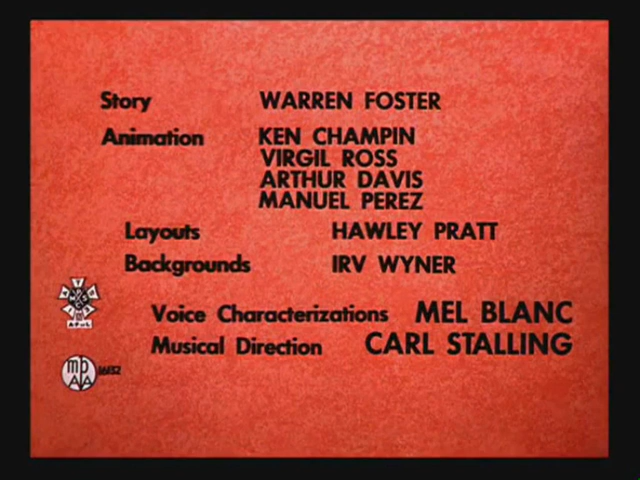 Story WARREN FOSTER
Animation KEN CHAMPIN
VIRGIL ROSS
ARTHUR DAVIS
MANUEL PEREZ
Layouts HAWLEY PRATT
Backgrounds IRV WYNER
Voice Characterizations MEL BLANC
Musical Direction CARL STALLING